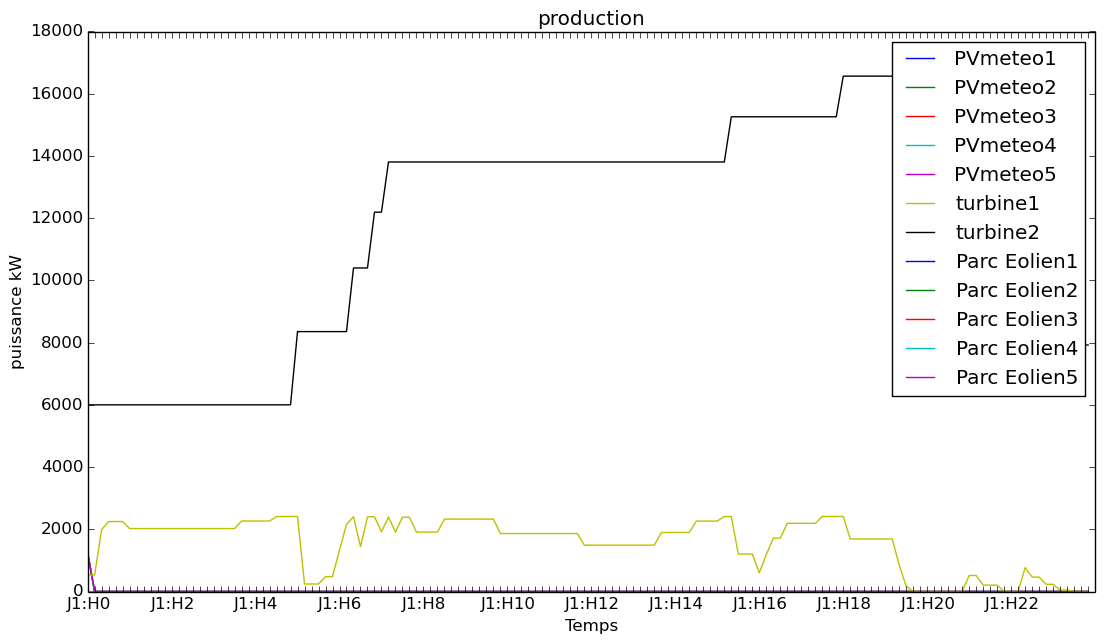 production
puissance kW
18000
16000
14000
12000
10000
8000
6000
4000
2000
0
J1:H0 J1:H2 J1:H4 J1:H6 J1:H8 J1:H10 J1:H12 J1:H14 J1:H16 J1:H18 J1:H20 J1:H22
Temps
PVmeteo1
PVmeteo2
PVmeteo3
PVmeteo4
PVmeteo5
turbine1
turbine2
Parc Eolien1
Parc Eolien2
Parc Eolien3
Parc Eolien4
Parc Eolien5